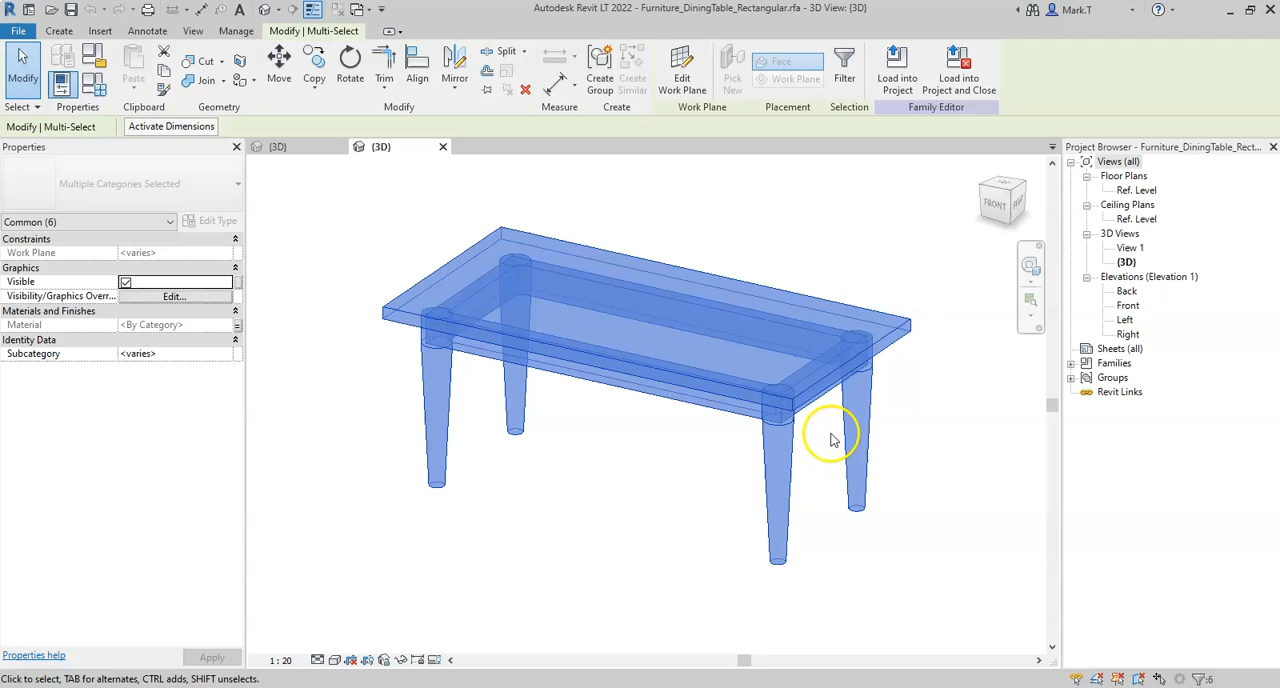 Autodesk Revit LT 2022 - Furniture_DiningTable_Rectangular.rfa - 3D View: {3D}
Mark.T
File Create Insert Annotate View Manage Modify | Multi-Select
Modify
Select
Properties
Paste
Clipboard
Cut
Join
Geometry
Move
Copy
Rotate
Trim
Align
Mirror
Split
Modify
Measure
Create Group
Create Similar
Create
Edit Work Plane
Work Plane
Pick New
Face
Work Plane
Placement
Filter
Selection
Load into Project
Load into Project and Close
Family Editor
Modify | Multi-Select
Activate Dimensions
Properties
Multiple Categories Selected
Common (6)
Edit Type
Constraints
Work Plane <varies>
Graphics
Visible
Visibility/Graphics Overr... Edit...
Materials and Finishes
Material <By Category>
Identity Data
Subcategory <varies>
Properties help
Apply
{3D}
{3D}
FRONT
1 : 20
Project Browser - Furniture_DiningTable_Rect...
Views (all)
Floor Plans
Ref. Level
Ceiling Plans
Ref. Level
3D Views
View 1
{3D}
Elevations (Elevation 1)
Back
Front
Left
Right
Sheets (all)
Families
Groups
Revit Links
Click to select, TAB for alternates, CTRL adds, SHIFT unselects.
:6